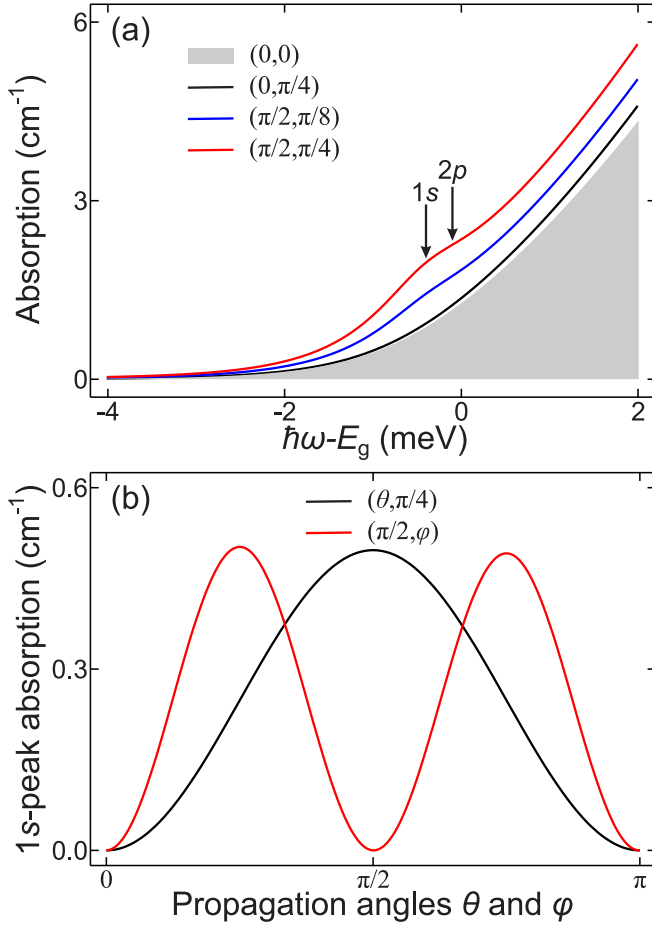 (a)
6
3
0
Absorption (cm⁻¹)
(0,0)
(0,π/4)
(π/2,π/8)
(π/2,π/4)
1s
2p
-4
-2
0
2
ħω-E_g (meV)
(b)
0.6
0.3
0.0
1s-peak absorption (cm⁻¹)
(θ,π/4)
(π/2,φ)
0
π/2
π
Propagation angles θ and φ